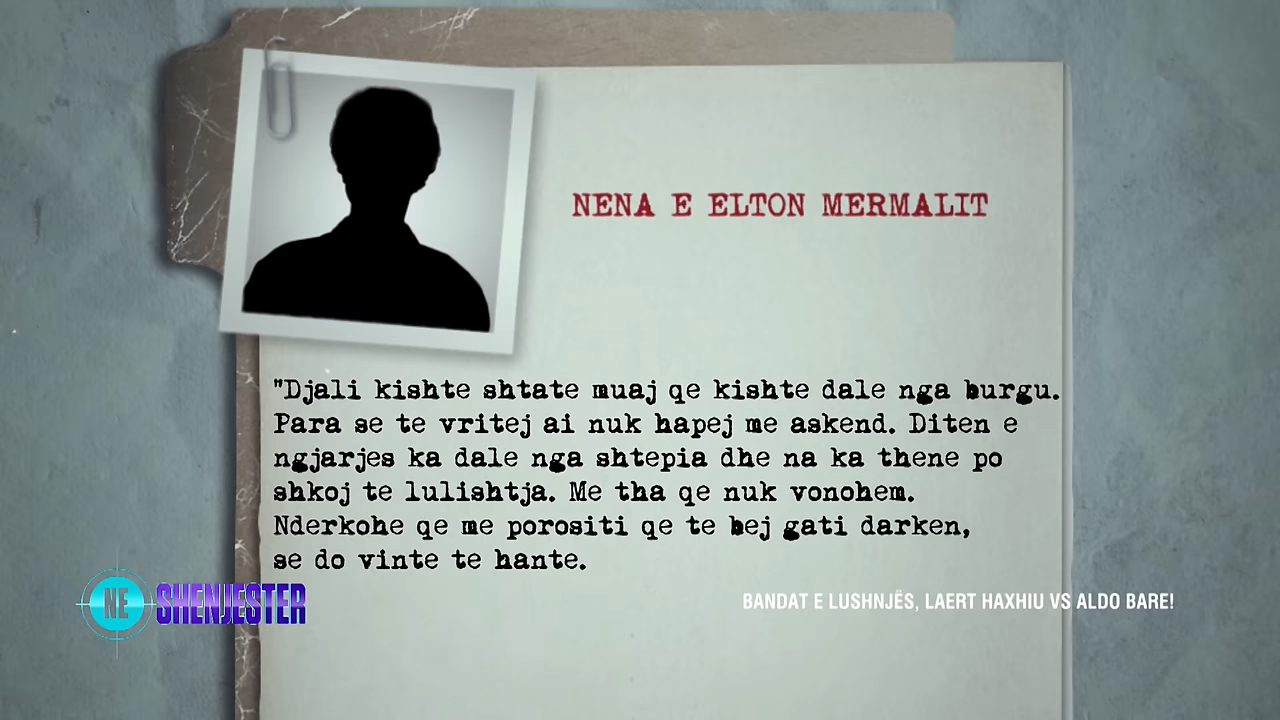 NENA E ELTON MERMALIT
"Djali kishte shtate muaj qe kishte dale nga burgu.
Para se te vritej ai nuk hapej me askend. Diten e
ngjarjes ka dale nga shtepia dhe na ka thene po
shkoj te lulishtja. Me tha qe nuk vonohem.
Nderkohe qe me porositi qe te bej gati darken,
se do vinte te hante.
NE SHENJESTER
BANDAT E LUSHNJËS, LAERT HAXHIU VS ALDO BARE!